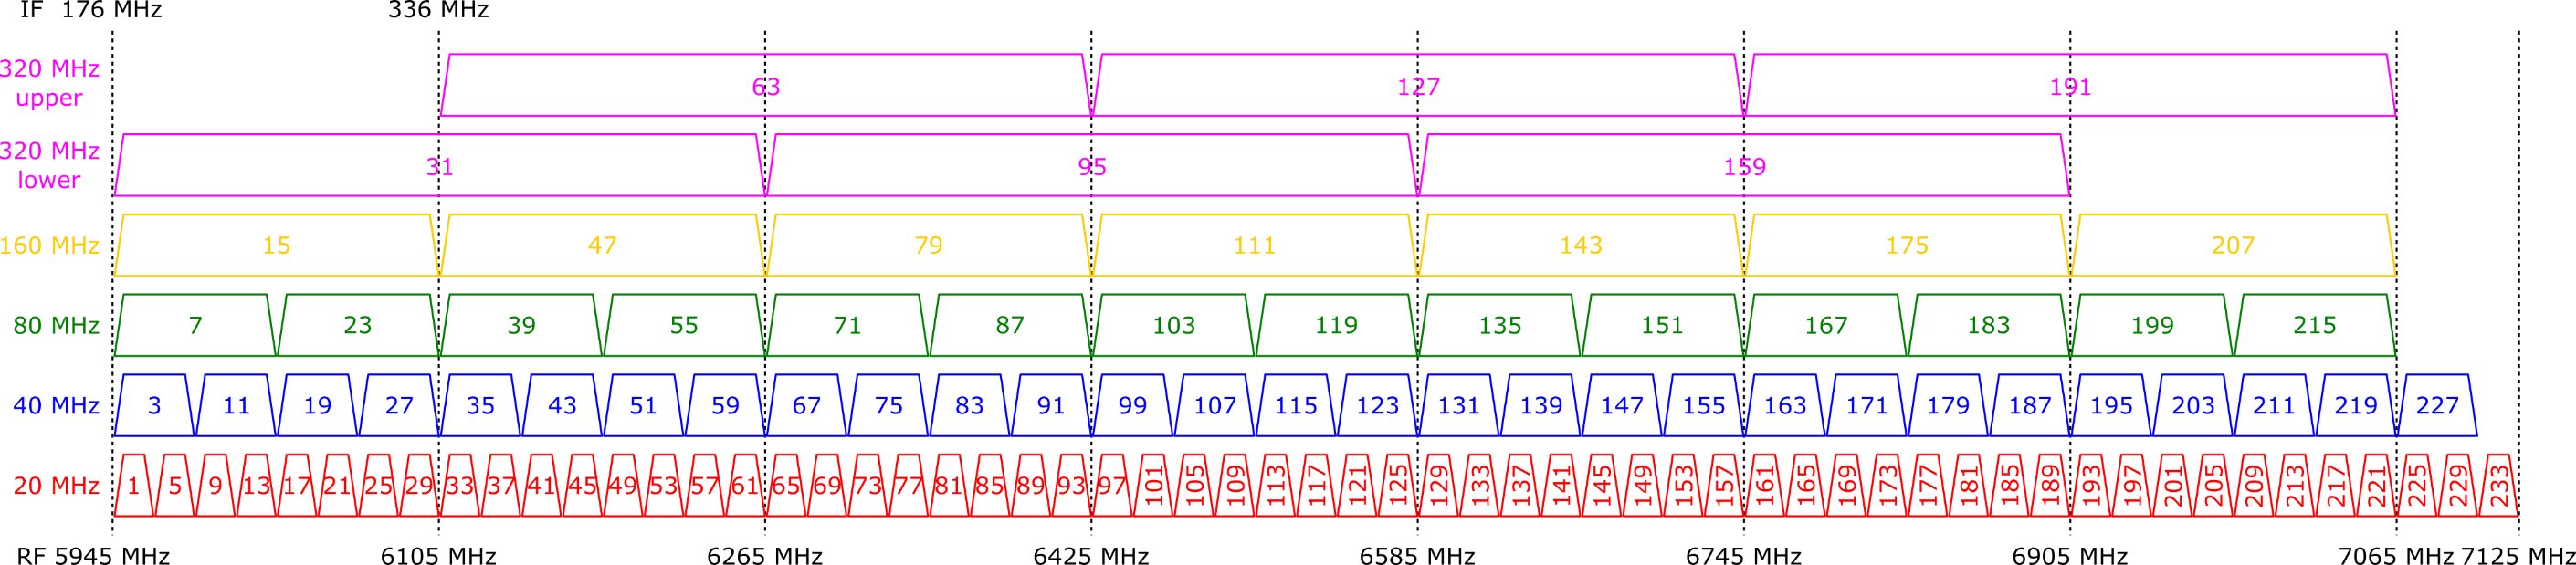 IF 176 MHz 336 MHz
320 MHz
upper
63 127 191
320 MHz
lower
31 95 159
160 MHz 15 47 79 111 143 175 207
80 MHz 7 23 39 55 71 87 103 119 135 151 167 183 199 215
40 MHz 3 11 19 27 35 43 51 59 67 75 83 91 99 107 115 123 131 139 147 155 163 171 179 187 195 203 211 219 227
20 MHz 1 5 9 13 17 21 25 29 33 37 41 45 49 53 57 61 65 69 73 77 81 85 89 93 97 101 105 109 113 117 121 125 129 133 137 141 145 149 153 157 161 165 169 173 177 181 185 189 193 197 201 205 209 213 217 221 225 229 233
RF 5945 MHz 6105 MHz 6265 MHz 6425 MHz 6585 MHz 6745 MHz 6905 MHz 7065 MHz 7125 MHz